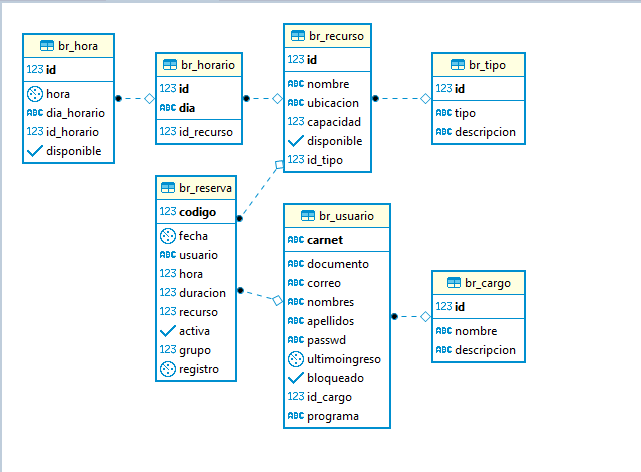 br_hora
123 id
hora
ABC dia_horario
123 id_horario
disponible
br_horario
123 id
ABC dia
123 id_recurso
br_recurso
123 id
ABC nombre
ABC ubicacion
123 capacidad
disponible
123 id_tipo
br_tipo
123 id
ABC tipo
ABC descripcion
br_reserva
123 codigo
fecha
ABC usuario
123 hora
123 duracion
123 recurso
activa
123 grupo
registro
br_usuario
ABC carnet
ABC documento
ABC correo
ABC nombres
ABC apellidos
ABC passwd
ultimoingreso
bloqueado
123 id_cargo
ABC programa
br_cargo
123 id
ABC nombre
ABC descripcion